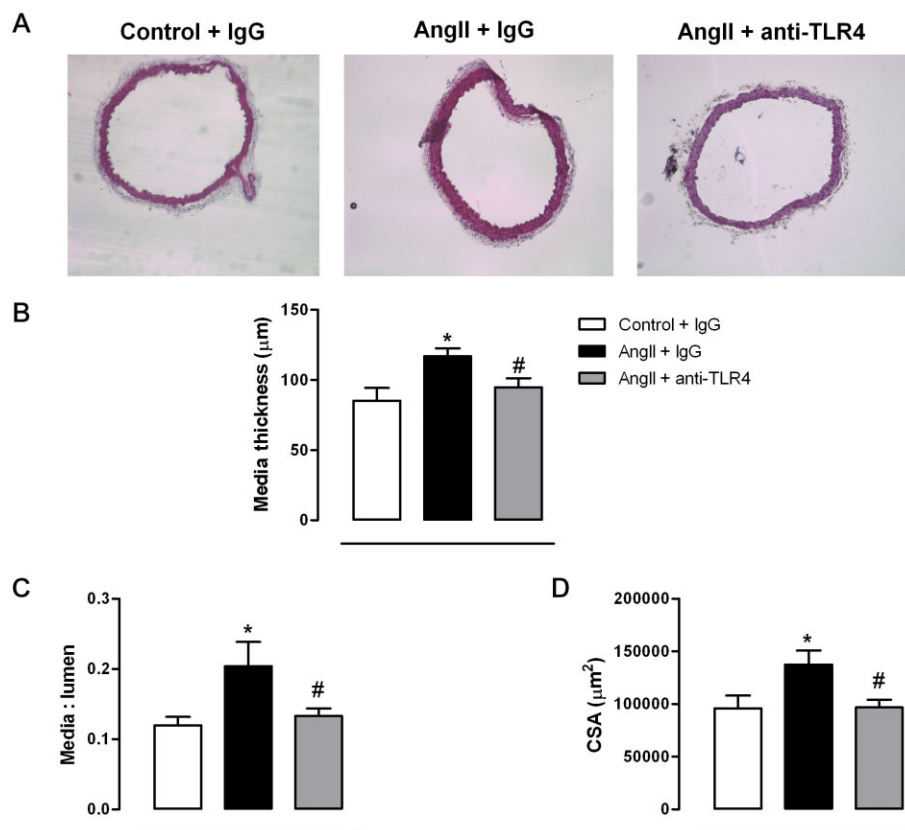 A
Control + IgG
AngII + IgG
AngII + anti-TLR4
B
Media thickness (μm)
150
100
50
0
*
#
Control + IgG
AngII + IgG
AngII + anti-TLR4
C
Media : lumen
0.3
0.2
0.1
0.0
*
#
D
CSA (μm²)
200000
150000
100000
50000
0
*
#